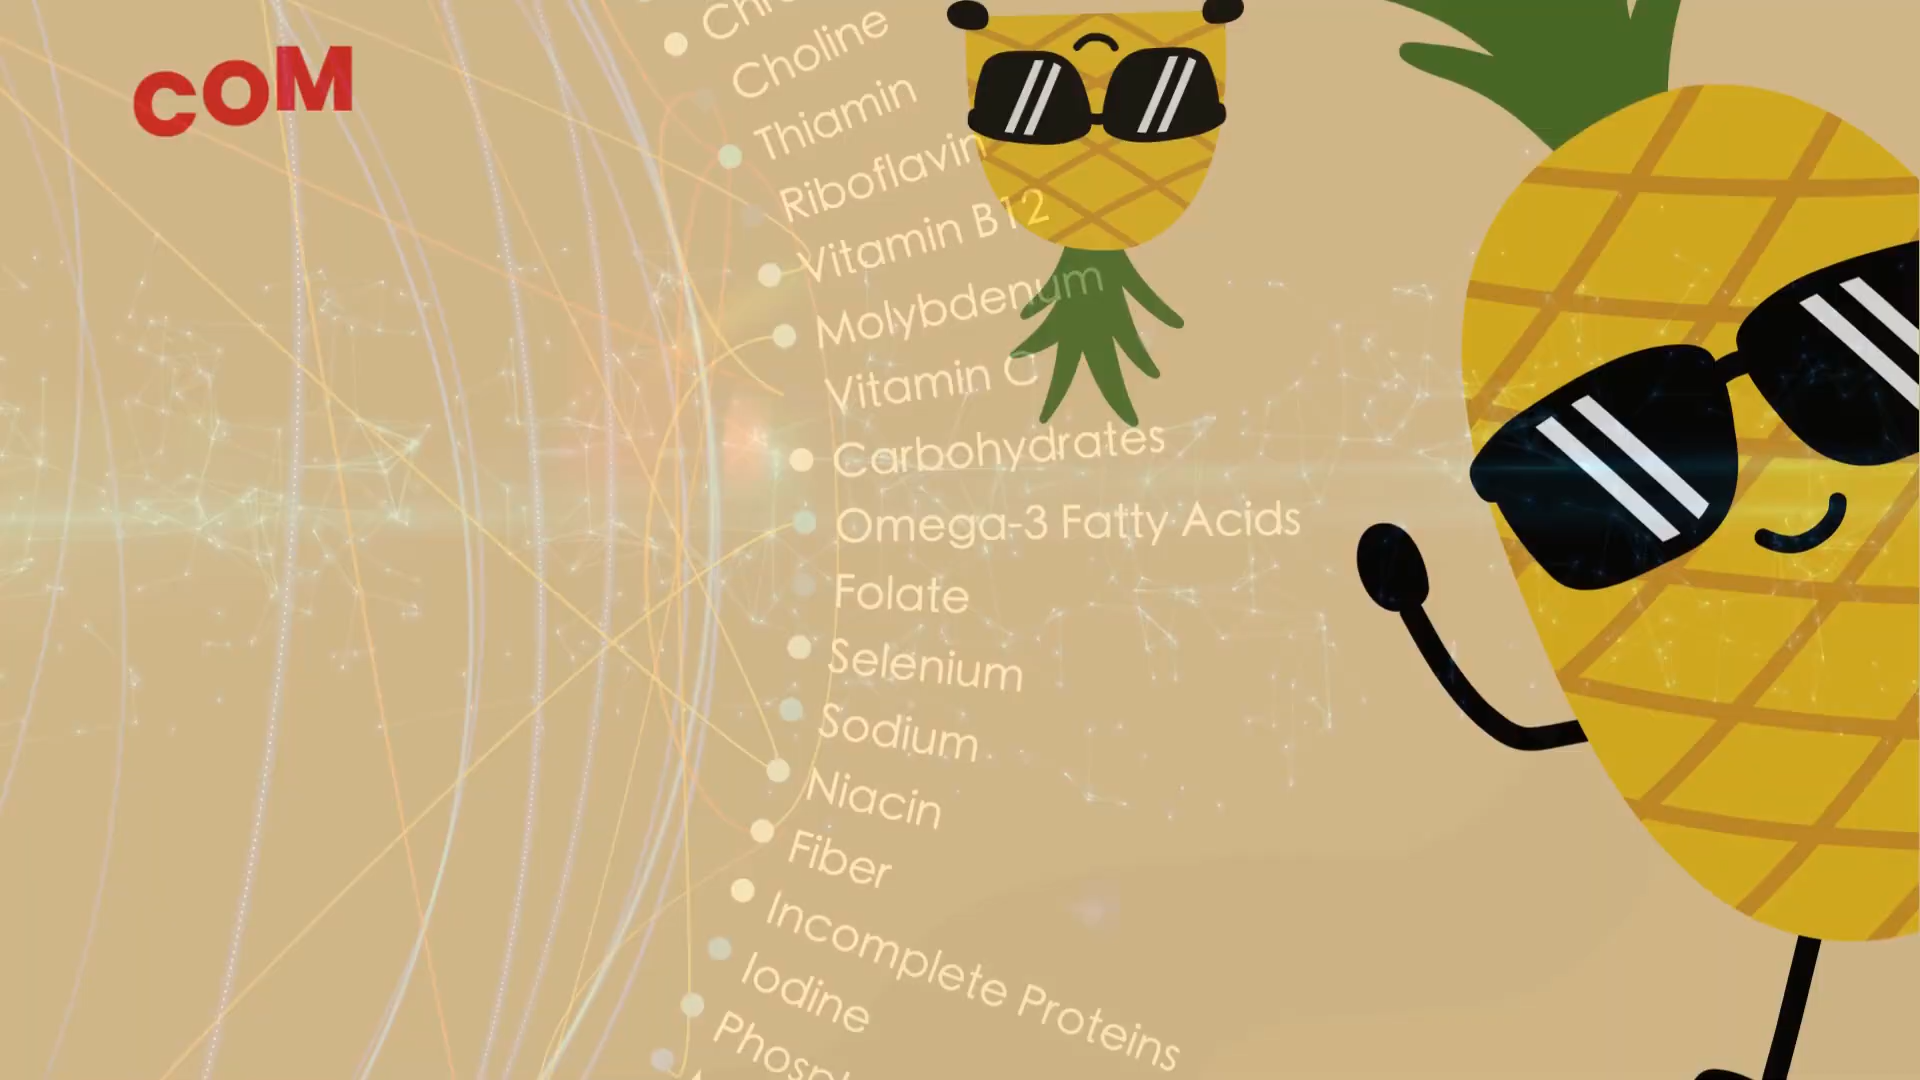 COM
Choline
Thiamin
Riboflavin
Vitamin B12
Molybdenum
Vitamin C
Carbohydrates
Omega-3 Fatty Acids
Folate
Selenium
Sodium
Niacin
Fiber
Incomplete Proteins
Iodine